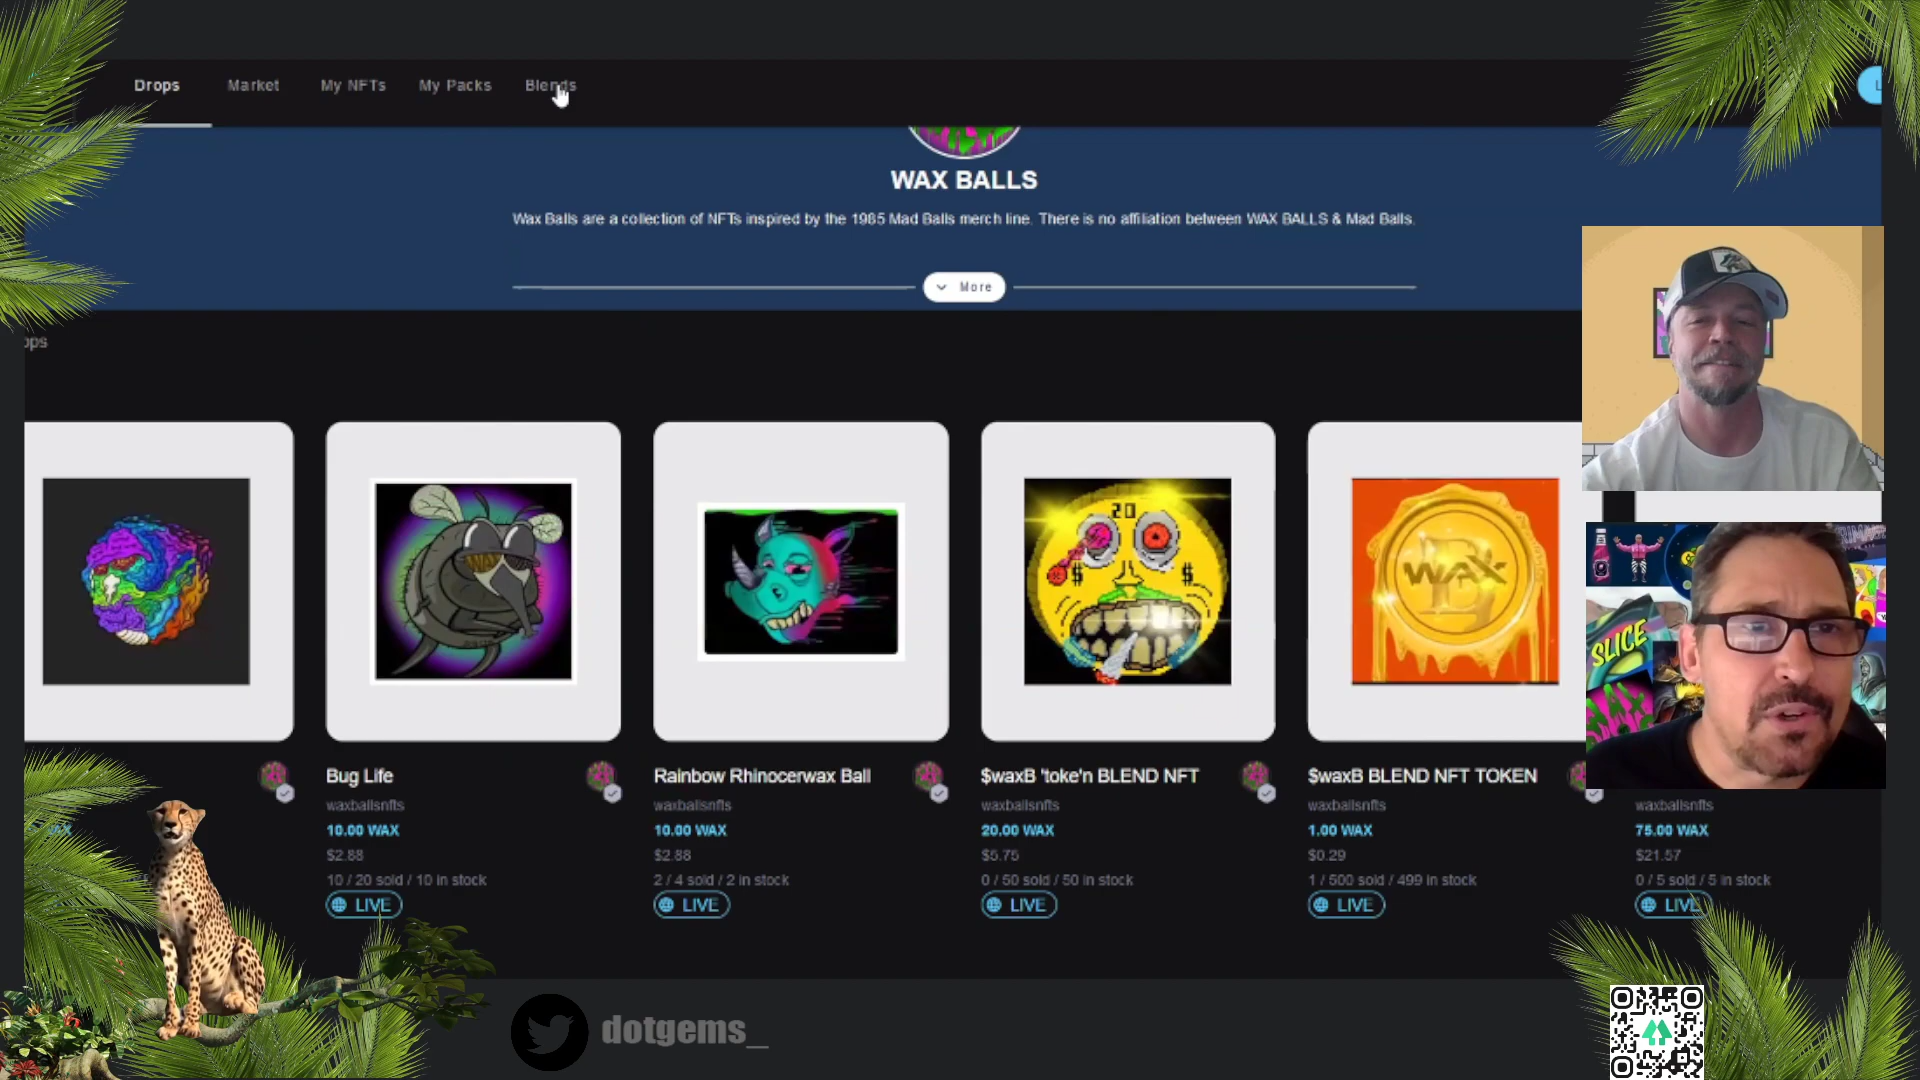 Drops Market My NFTs My Packs Blends
WAX BALLS
Wax Balls are a collection of NFTs inspired by the 1985 Mad Balls merch line. There is no affiliation between WAX BALLS & Mad Balls.
More
ops
20
$ $
WAX
B
SLICE
Bug Life
waxballsnfts
10.00 WAX
$2.88
10 / 20 sold / 10 in stock
LIVE
Rainbow Rhinocerwax Ball
waxballsnfts
10.00 WAX
$2.88
2 / 4 sold / 2 in stock
LIVE
$waxB 'toke'n BLEND NFT
waxballsnfts
20.00 WAX
$5.75
0 / 50 sold / 50 in stock
LIVE
$waxB BLEND NFT TOKEN
waxballsnfts
1.00 WAX
$0.29
1 / 500 sold / 499 in stock
LIVE
waxballsnfts
75.00 WAX
$21.57
0 / 5 sold / 5 in stock
LIVE
dotgems_